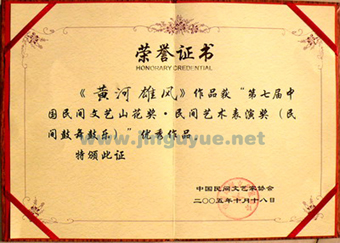 荣誉证书
HONORARY CREDENTIAL
《黄河雄风》作品获“第七届中
国民间文艺山花奖·民间艺术表演奖（民
间鼓舞鼓乐）”优秀作品。
特颁此证
www.jinguyue.net
中国民间文艺家协会
二〇〇五年十月十八日